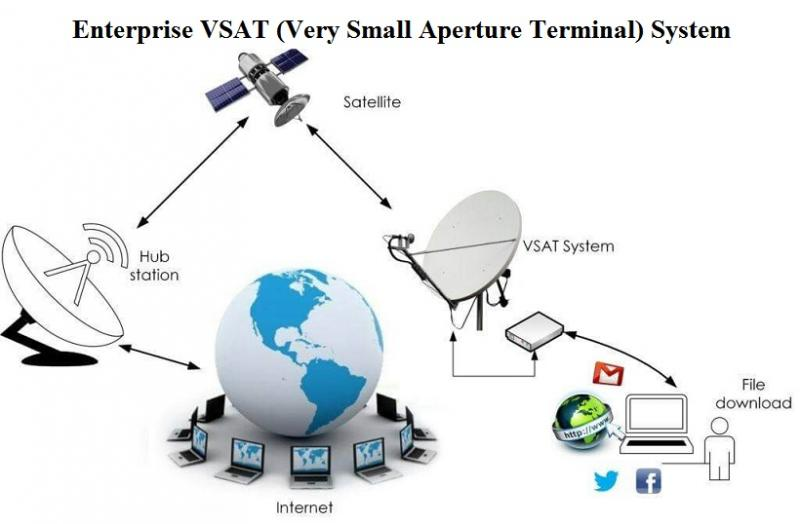 Enterprise VSAT (Very Small Aperture Terminal) System
Satellite
Hub
station
VSAT System
File
download
http://www.
Internet